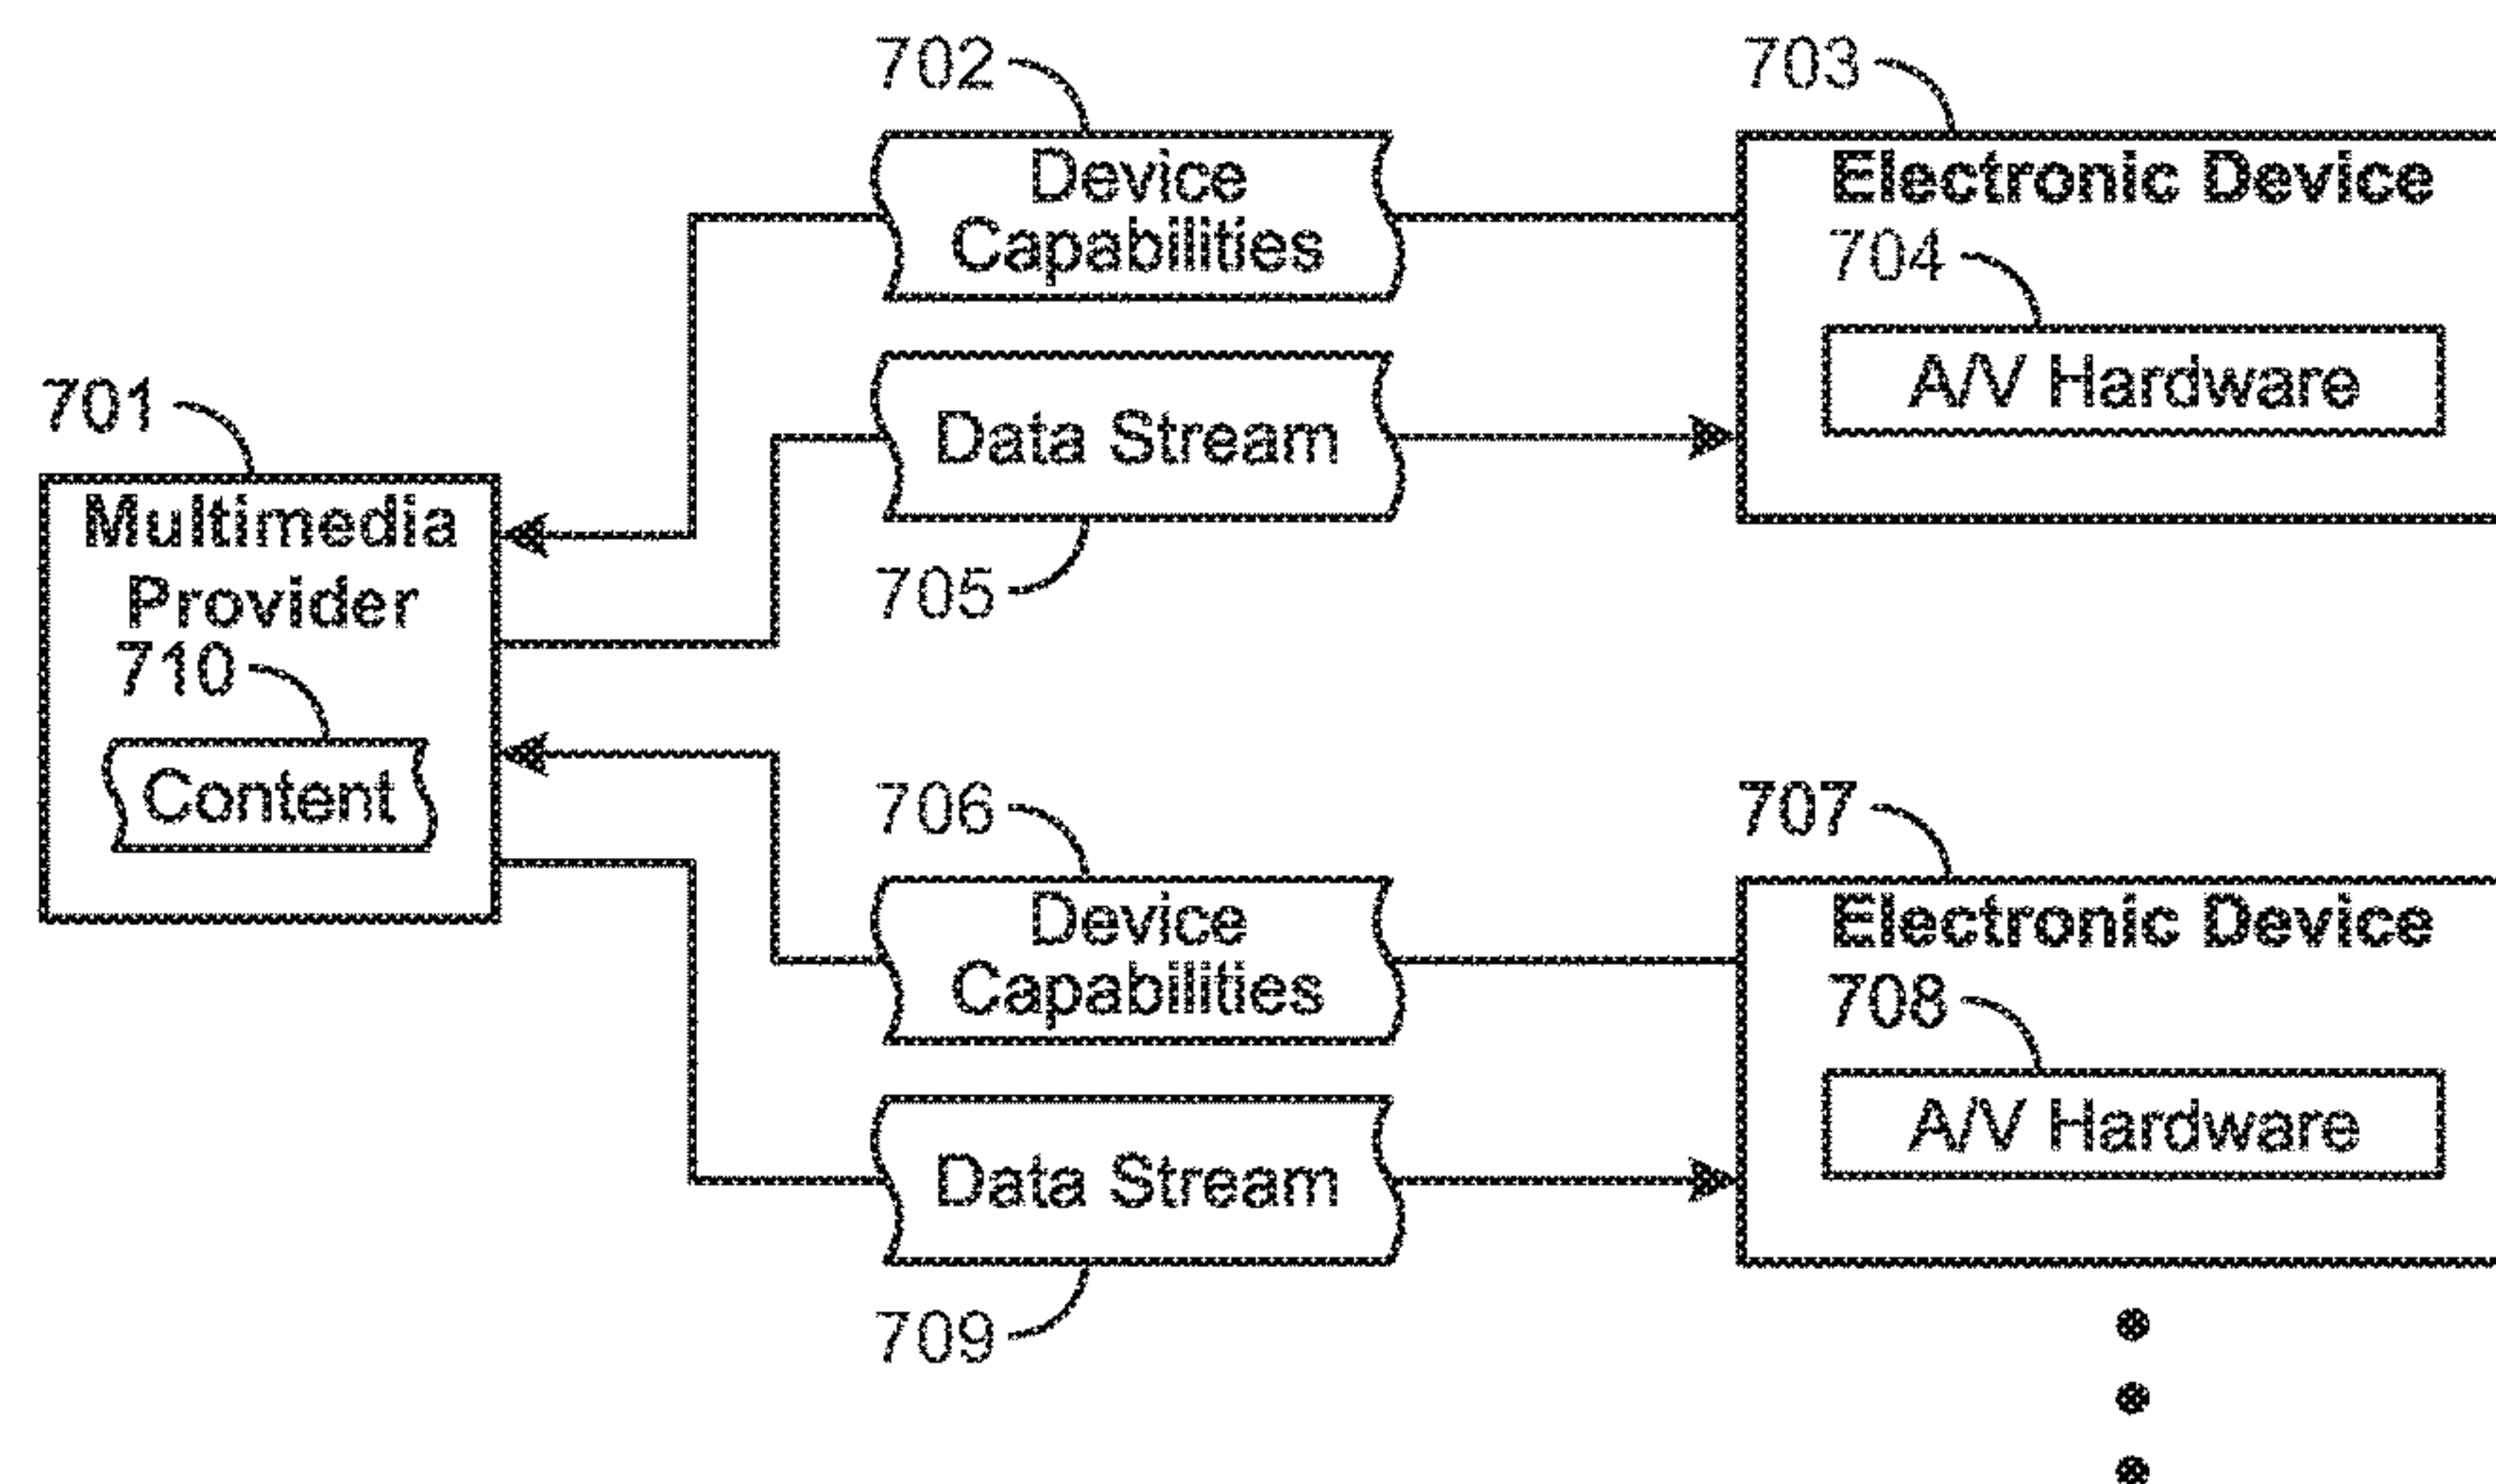 702
703
Device
Capabilities
Electronic Device
704
A/V Hardware
701
Data Stream
705
Multimedia
Provider
710
Content
706
707
Device
Capabilities
Electronic Device
708
A/V Hardware
Data Stream
709